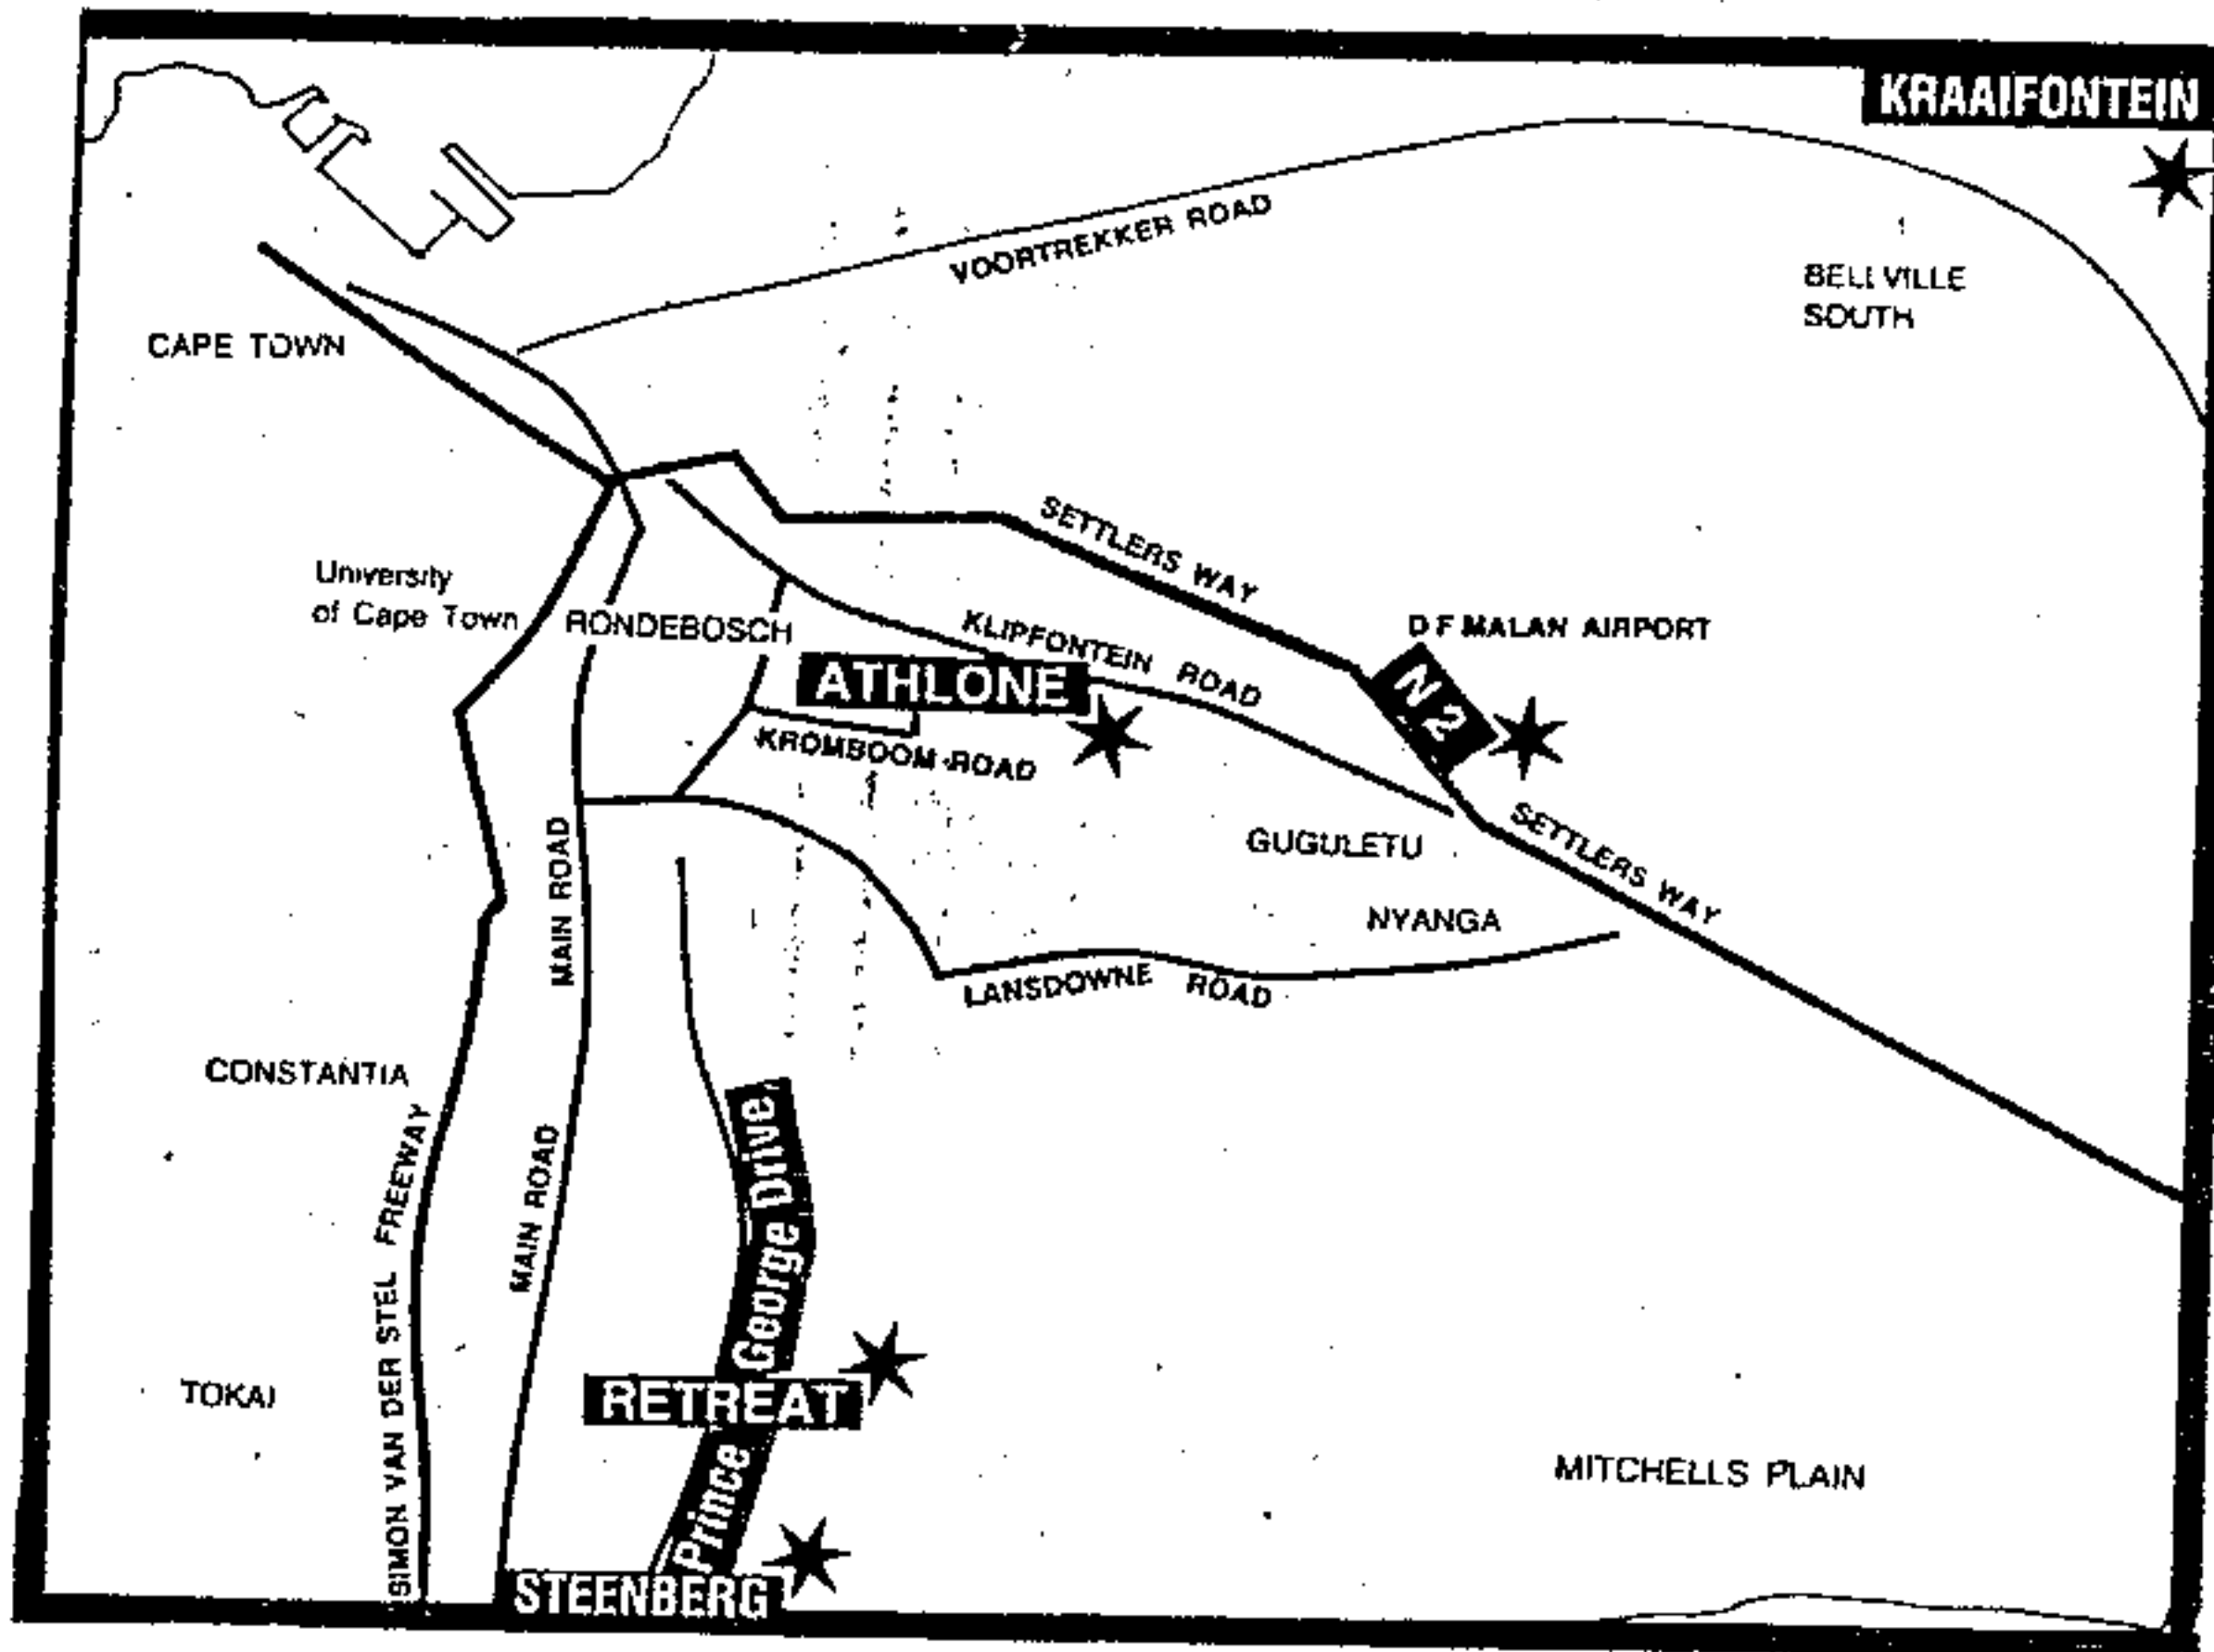 KRAAIFONTEIN
VOORTREKKER ROAD
BELLVILLE
SOUTH
CAPE TOWN
SETTLERS WAY
University
of Cape Town
RONDEBOSCH
KLIPFONTEIN ROAD
D F MALAN AIRPORT
ATHLONE
N2
KROMBOOM ROAD
SETTLERS WAY
GUGULETU
MAIN ROAD
NYANGA
LANSDOWNE ROAD
CONSTANTIA
SIMON VAN DER STEL FREEWAY
MAIN ROAD
Prince George Drive
TOKAI
RETREAT
MITCHELLS PLAIN
STEENBERG